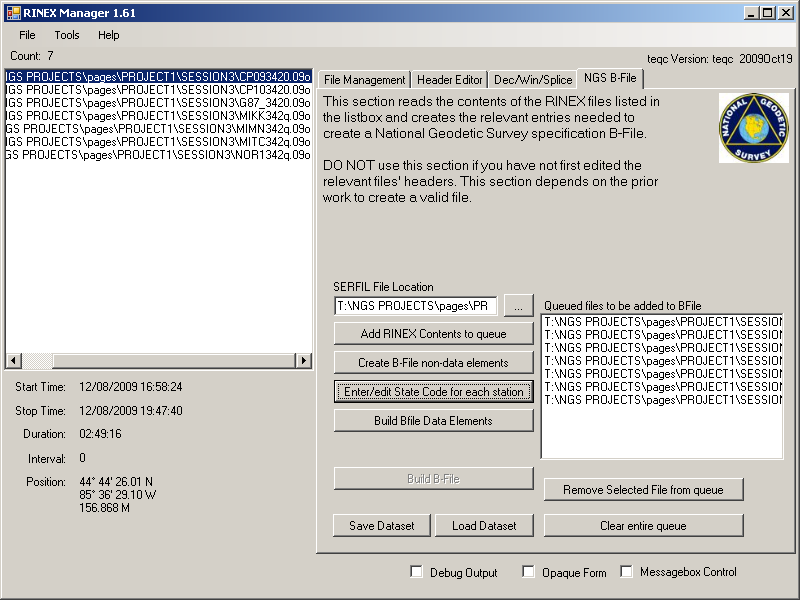 RINEX Manager 1.61
File Tools Help
Count: 7
teqc Version: teqc 2009Oct19
IGS PROJECTS\pages\PROJECT1\SESSION3\CP093420.09o
IGS PROJECTS\pages\PROJECT1\SESSION3\CP103420.09o
IGS PROJECTS\pages\PROJECT1\SESSION3\G87_3420.09o
IGS PROJECTS\pages\PROJECT1\SESSION3\MIKK342q.09o
GS PROJECTS\pages\PROJECT1\SESSION3\MIMN342q.09o
IGS PROJECTS\pages\PROJECT1\SESSION3\MITC342q.09o
GS PROJECTS\pages\PROJECT1\SESSION3\NOR1342q.09o
File Management Header Editor Dec/Win/Splice NGS B-File
This section reads the contents of the RINEX files listed in
the listbox and creates the relevant entries needed to
create a National Geodetic Survey specification B-File.
DO NOT use this section if you have not first edited the
relevant files' headers. This section depends on the prior
work to create a valid file.
NATIONAL GEODETIC SURVEY
SERFIL File Location
T:\NGS PROJECTS\pages\PR ...
Add RINEX Contents to queue
Create B-File non-data elements
Enter/edit State Code for each station
Build Bfile Data Elements
Build B-File
Save Dataset Load Dataset
Queued files to be added to BFile
T:\NGS PROJECTS\pages\PROJECT1\SESSION
T:\NGS PROJECTS\pages\PROJECT1\SESSION
T:\NGS PROJECTS\pages\PROJECT1\SESSION
T:\NGS PROJECTS\pages\PROJECT1\SESSION
T:\NGS PROJECTS\pages\PROJECT1\SESSION
T:\NGS PROJECTS\pages\PROJECT1\SESSION
T:\NGS PROJECTS\pages\PROJECT1\SESSION
Remove Selected File from queue
Clear entire queue
Start Time: 12/08/2009 16:58:24
Stop Time: 12/08/2009 19:47:40
Duration: 02:49:16
Interval: 0
Position: 44° 44' 26.01 N
85° 36' 29.10 W
156.868 M
Debug Output Opaque Form Messagebox Control